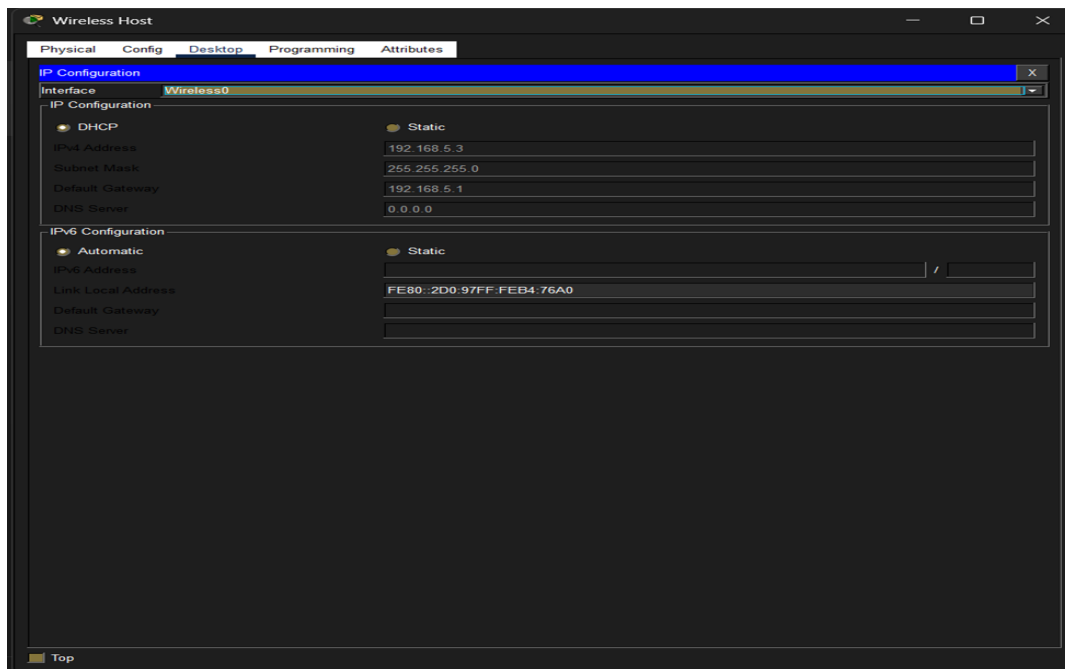 Wireless Host
Physical Config Desktop Programming Attributes
IP Configuration X
Interface Wireless0
IP Configuration
DHCP Static
IPv4 Address 192.168.5.3
Subnet Mask 255.255.255.0
Default Gateway 192.168.5.1
DNS Server 0.0.0.0
IPv6 Configuration
Automatic Static
IPv6 Address /
Link Local Address FE80::2D0:97FF:FEB4:76A0
Default Gateway
DNS Server
Top